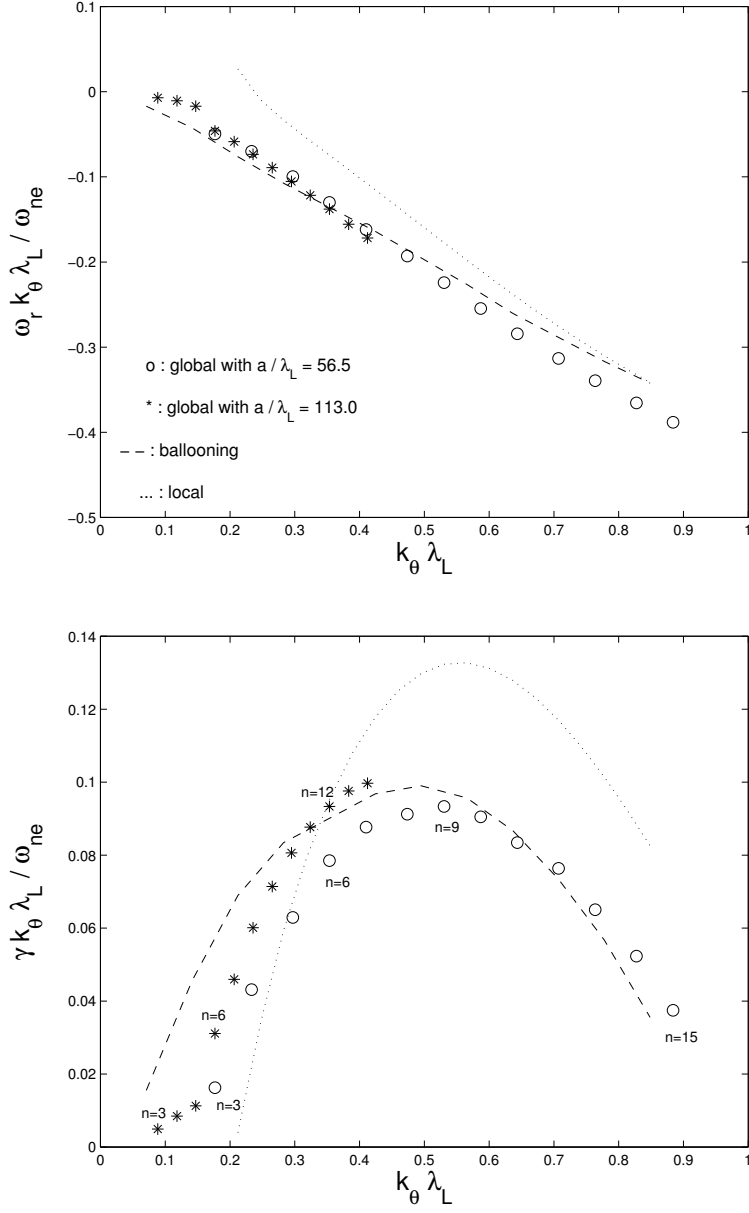 0.1
0
−0.1
−0.2
−0.3
−0.4
−0.5
ω_r k_θ λ_L / ω_ne
o : global with a / λ_L = 56.5
* : global with a / λ_L = 113.0
− − : ballooning
... : local
0 0.1 0.2 0.3 0.4 0.5 0.6 0.7 0.8 0.9 1
k_θ λ_L
0.14
0.12
0.1
0.08
0.06
0.04
0.02
0
γ k_θ λ_L / ω_ne
n=12
n=9
n=6
n=6
n=3
n=3
n=15
0 0.1 0.2 0.3 0.4 0.5 0.6 0.7 0.8 0.9 1
k_θ λ_L